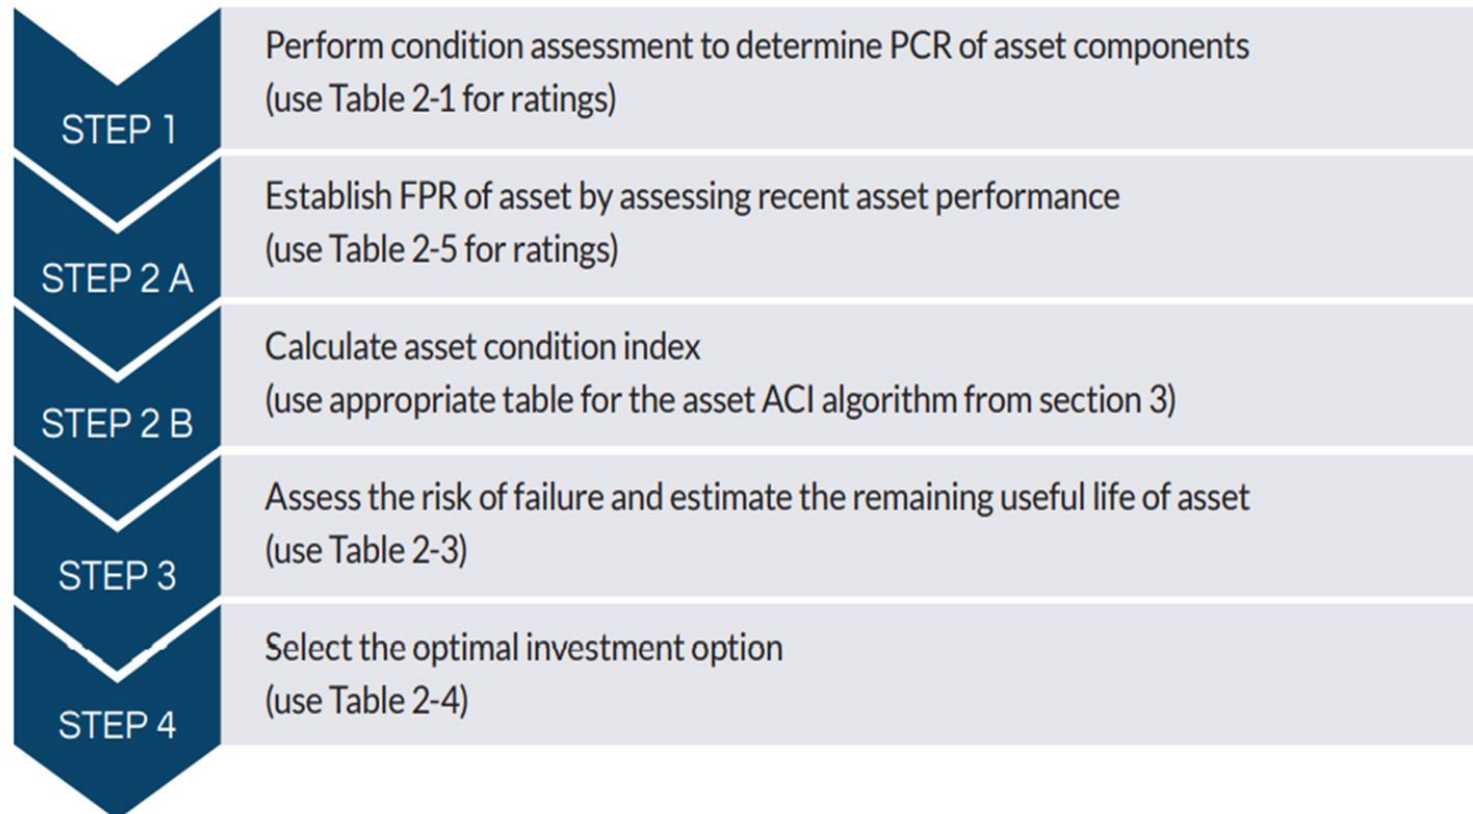 STEP 1
Perform condition assessment to determine PCR of asset components
(use Table 2-1 for ratings)
STEP 2 A
Establish FPR of asset by assessing recent asset performance
(use Table 2-5 for ratings)
STEP 2 B
Calculate asset condition index
(use appropriate table for the asset ACI algorithm from section 3)
STEP 3
Assess the risk of failure and estimate the remaining useful life of asset
(use Table 2-3)
STEP 4
Select the optimal investment option
(use Table 2-4)